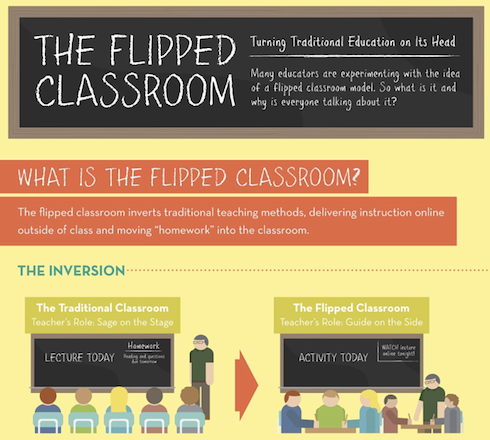 THE FLIPPED
CLASSROOM
Turning Traditional Education on Its Head
Many educators are experimenting with the idea
of a flipped classroom model. So what is it and
why is everyone talking about it?
WHAT IS THE FLIPPED CLASSROOM?
The flipped classroom inverts traditional teaching methods, delivering instruction online
outside of class and moving "homework" into the classroom.
THE INVERSION
The Traditional Classroom
Teacher's Role: Sage on the Stage
LECTURE TODAY
Homework
Reading and questions
due tomorrow
The Flipped Classroom
Teacher's Role: Guide on the Side
ACTIVITY TODAY
WATCH lecture
online tonight!